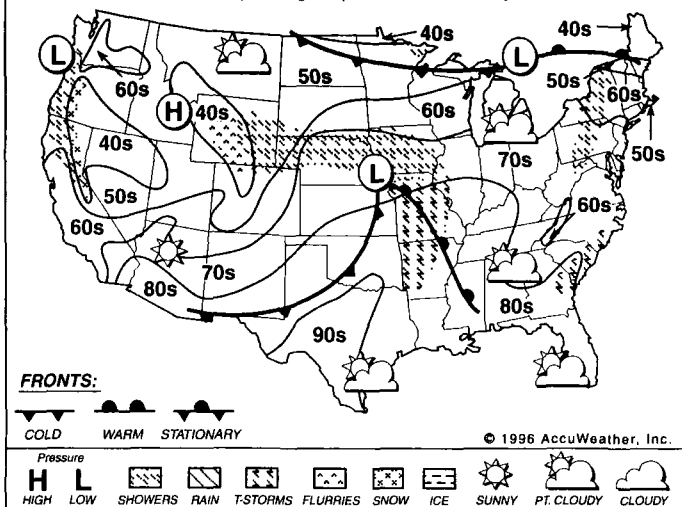 40s
40s
L
L
50s
50s
60s
60s
60s
H
40s
40s
70s
50s
L
50s
60s
60s
70s
80s
80s
90s
FRONTS:
COLD WARM STATIONARY
© 1996 AccuWeather, Inc.
Pressure
H L
HIGH LOW SHOWERS RAIN T-STORMS FLURRIES SNOW ICE SUNNY PT. CLOUDY CLOUDY